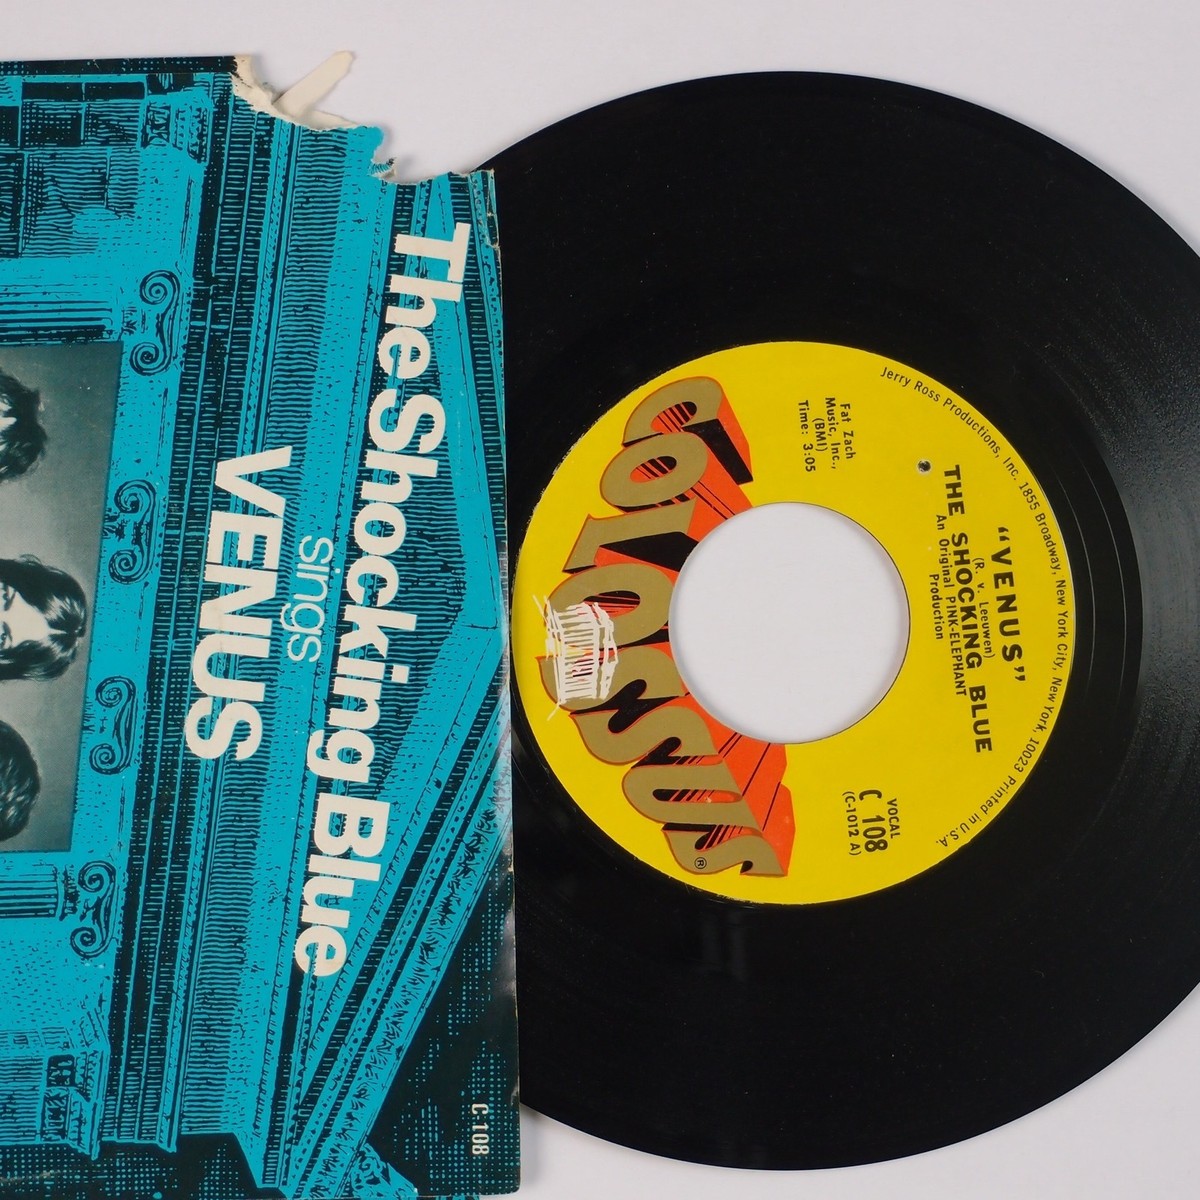 The Shocking Blue
sings
VENUS
C 108
Jerry Ross Productions, Inc. 1855 Broadway, New York City, New York, 10023 Printed in U.S.A.
"VENUS"
(R. v. Leeuwen)
THE SHOCKING BLUE
An Original PINK-ELEPHANT
Production
Fat Zach
Music, Inc.,
(BMI)
Time: 3:05
VOCAL
C 108
(C-1012 A)
COLOSSUS®